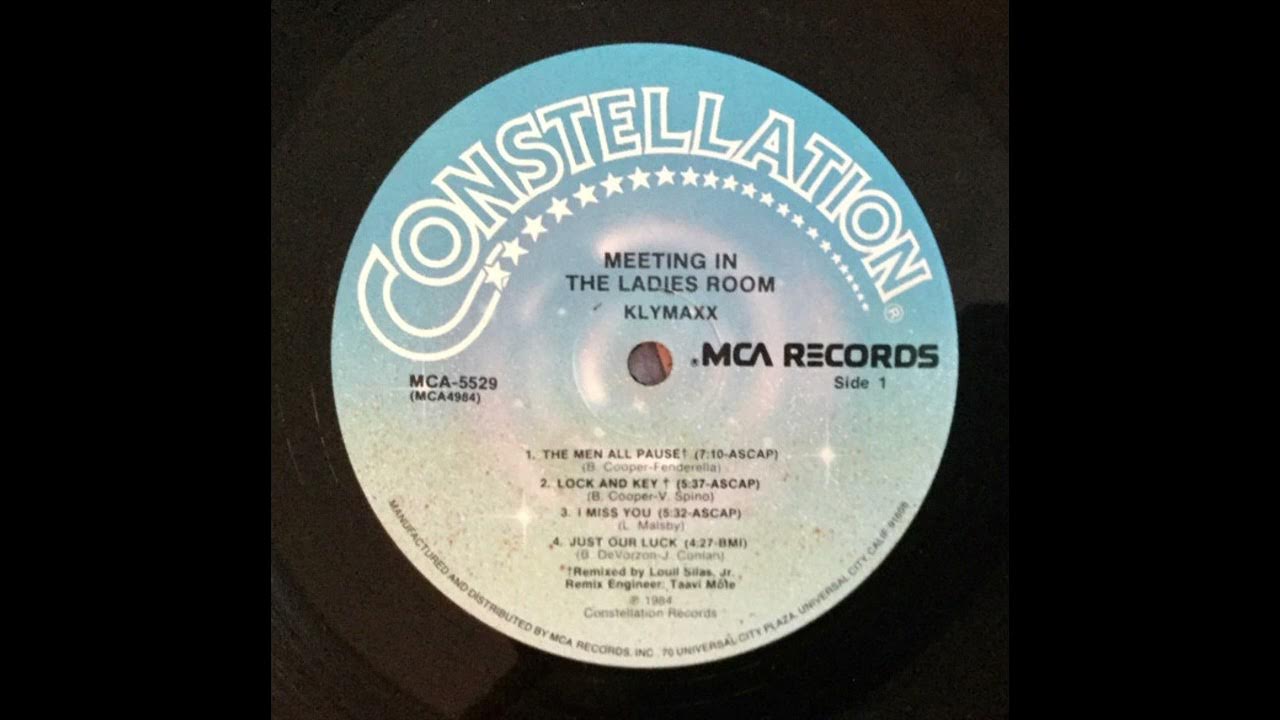 CONSTELLATION®
MEETING IN
THE LADIES ROOM
KLYMAXX
®MCA RECORDS
MCA-5529
(MCA4984)
Side 1
1. THE MEN ALL PAUSE† (7:10-ASCAP)
(B. Cooper-Fenderella)
2. LOCK AND KEY † (5:37-ASCAP)
(B. Cooper-V. Spino)
3. I MISS YOU (5:32-ASCAP)
(L. Malsby)
4. JUST OUR LUCK (4:27-BMI)
(B. DeVorzon-J. Conlan)
†Remixed by Louil Silas, Jr.
Remix Engineer: Taavi Mote
℗ 1984
Constellation Records
MANUFACTURED AND DISTRIBUTED BY MCA RECORDS, INC. 70 UNIVERSAL CITY PLAZA, UNIVERSAL CITY, CALIF. 91608